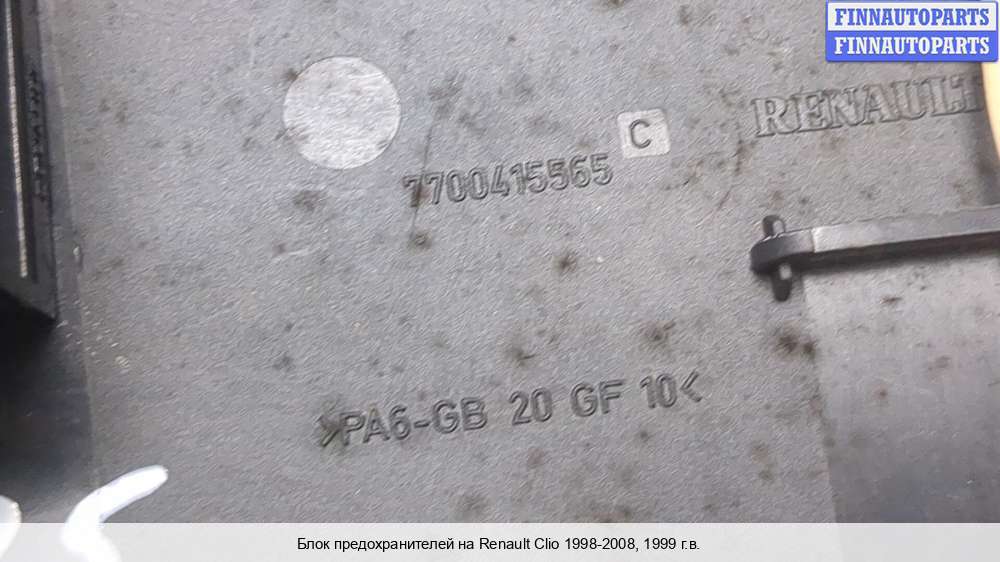 FINNAUTOPARTS
FINNAUTOPARTS
RENAULT
C
7700415565
>PA6-GB 20 GF 10<
Блок предохранителей на Renault Clio 1998-2008, 1999 г.в.